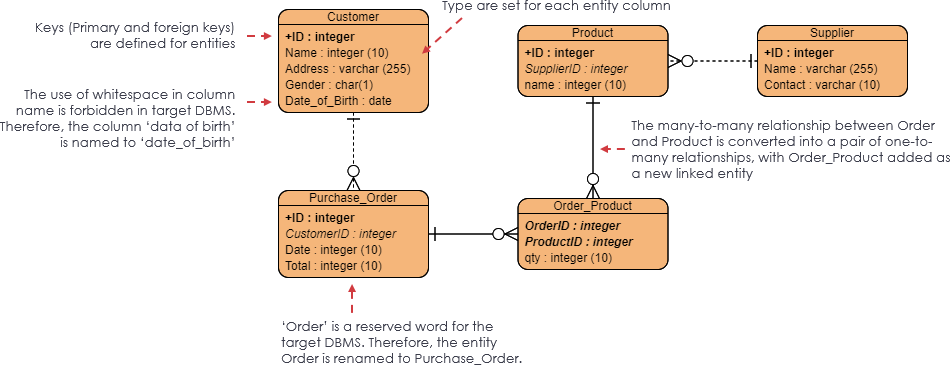 Type are set for each entity column
Keys (Primary and foreign keys)
are defined for entities
The use of whitespace in column
name is forbidden in target DBMS.
Therefore, the column ‘data of birth’
is named to ‘date_of_birth’
Customer
+ID : integer
Name : integer (10)
Address : varchar (255)
Gender : char(1)
Date_of_Birth : date
Product
+ID : integer
SupplierID : integer
name : integer (10)
Supplier
+ID : integer
Name : varchar (255)
Contact : varchar (10)
The many-to-many relationship between Order
and Product is converted into a pair of one-to-
many relationships, with Order_Product added as
a new linked entity
Purchase_Order
+ID : integer
CustomerID : integer
Date : integer (10)
Total : integer (10)
Order_Product
OrderID : integer
ProductID : integer
qty : integer (10)
‘Order’ is a reserved word for the
target DBMS. Therefore, the entity
Order is renamed to Purchase_Order.